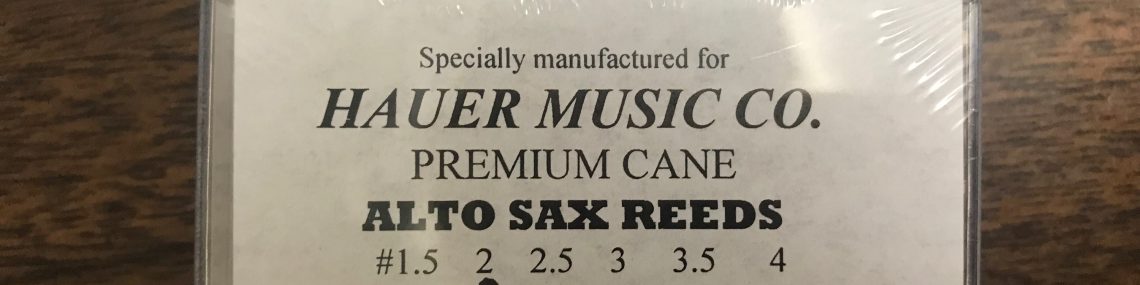 Specially manufactured for
HAUER MUSIC CO.
PREMIUM CANE
ALTO SAX REEDS
#1.5 2 2.5 3 3.5 4